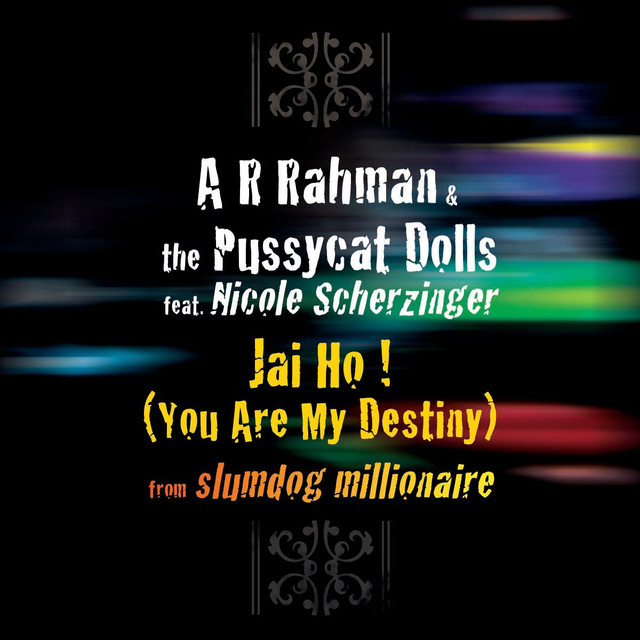 A R Rahman &
the Pussycat Dolls
feat. Nicole Scherzinger
Jai Ho !
(You Are My Destiny)
from slumdog millionaire